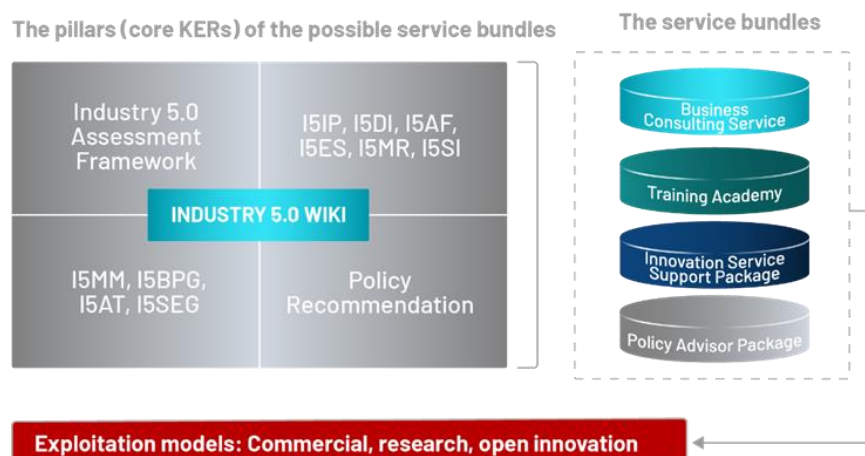 The pillars (core KERs) of the possible service bundles
The service bundles
Industry 5.0
Assessment
Framework
I5IP, I5DI, I5AF,
I5ES, I5MR, I5SI
INDUSTRY 5.0 WIKI
I5MM, I5BPG,
I5AT, I5SEG
Policy
Recommendation
Business
Consulting Service
Training Academy
Innovation Service
Support Package
Policy Advisor Package
Exploitation models: Commercial, research, open innovation